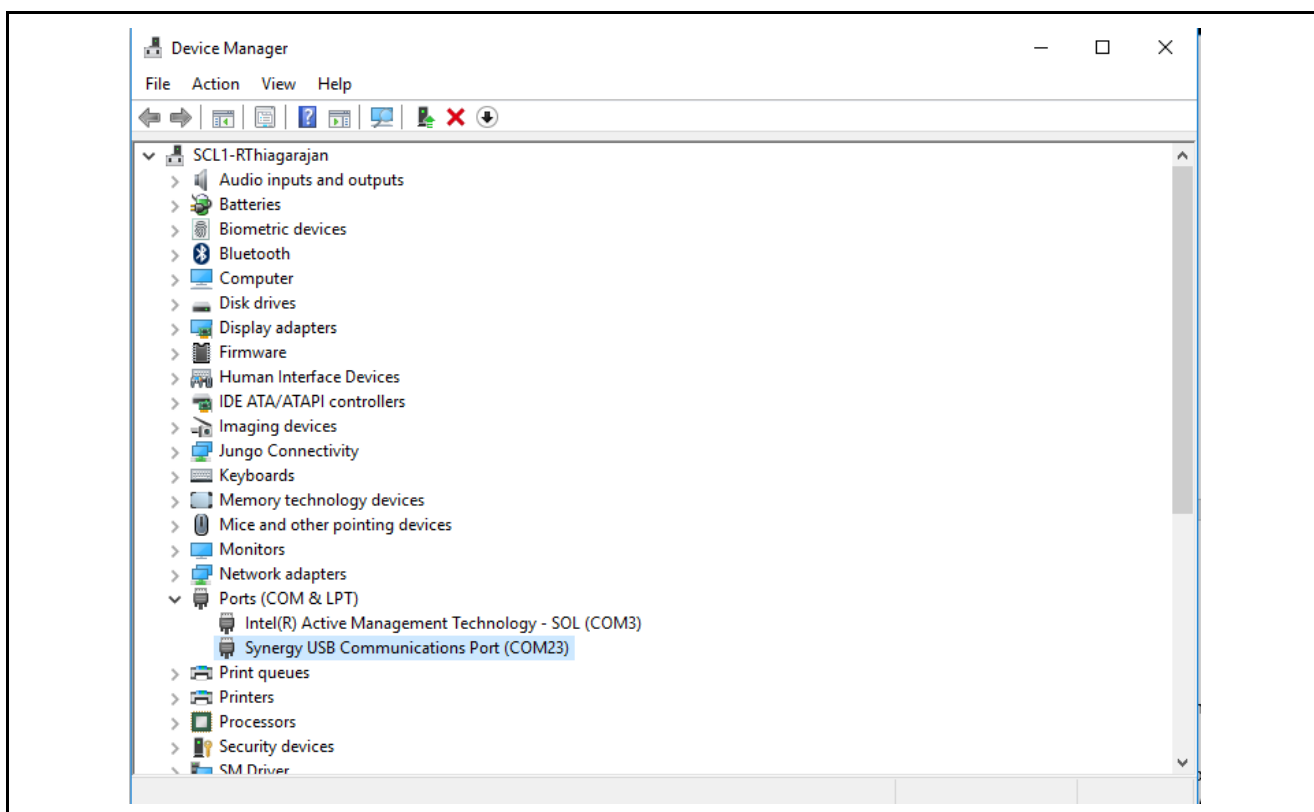 Device Manager
File Action View Help
SCL1-RThiagarajan
Audio inputs and outputs
Batteries
Biometric devices
Bluetooth
Computer
Disk drives
Display adapters
Firmware
Human Interface Devices
IDE ATA/ATAPI controllers
Imaging devices
Jungo Connectivity
Keyboards
Memory technology devices
Mice and other pointing devices
Monitors
Network adapters
Ports (COM & LPT)
Intel(R) Active Management Technology - SOL (COM3)
Synergy USB Communications Port (COM23)
Print queues
Printers
Processors
Security devices
SM Driver